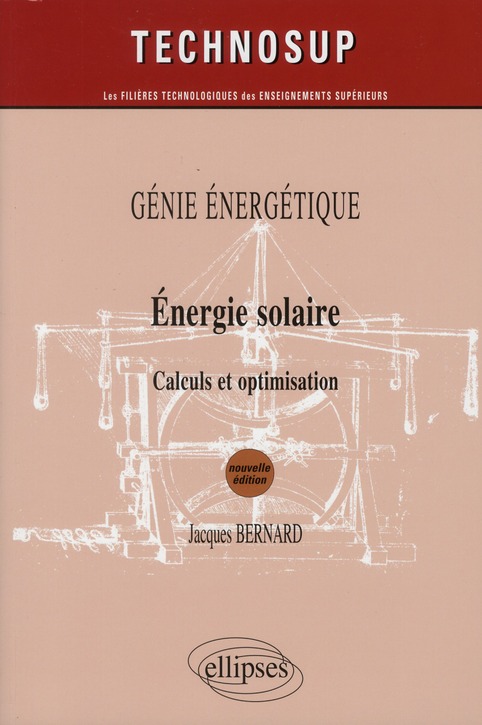 TECHNOSUP
Les FILIÈRES TECHNOLOGIQUES des ENSEIGNEMENTS SUPÉRIEURS
GÉNIE ÉNERGÉTIQUE
Énergie solaire
Calculs et optimisation
nouvelle
édition
Jacques BERNARD
ellipses